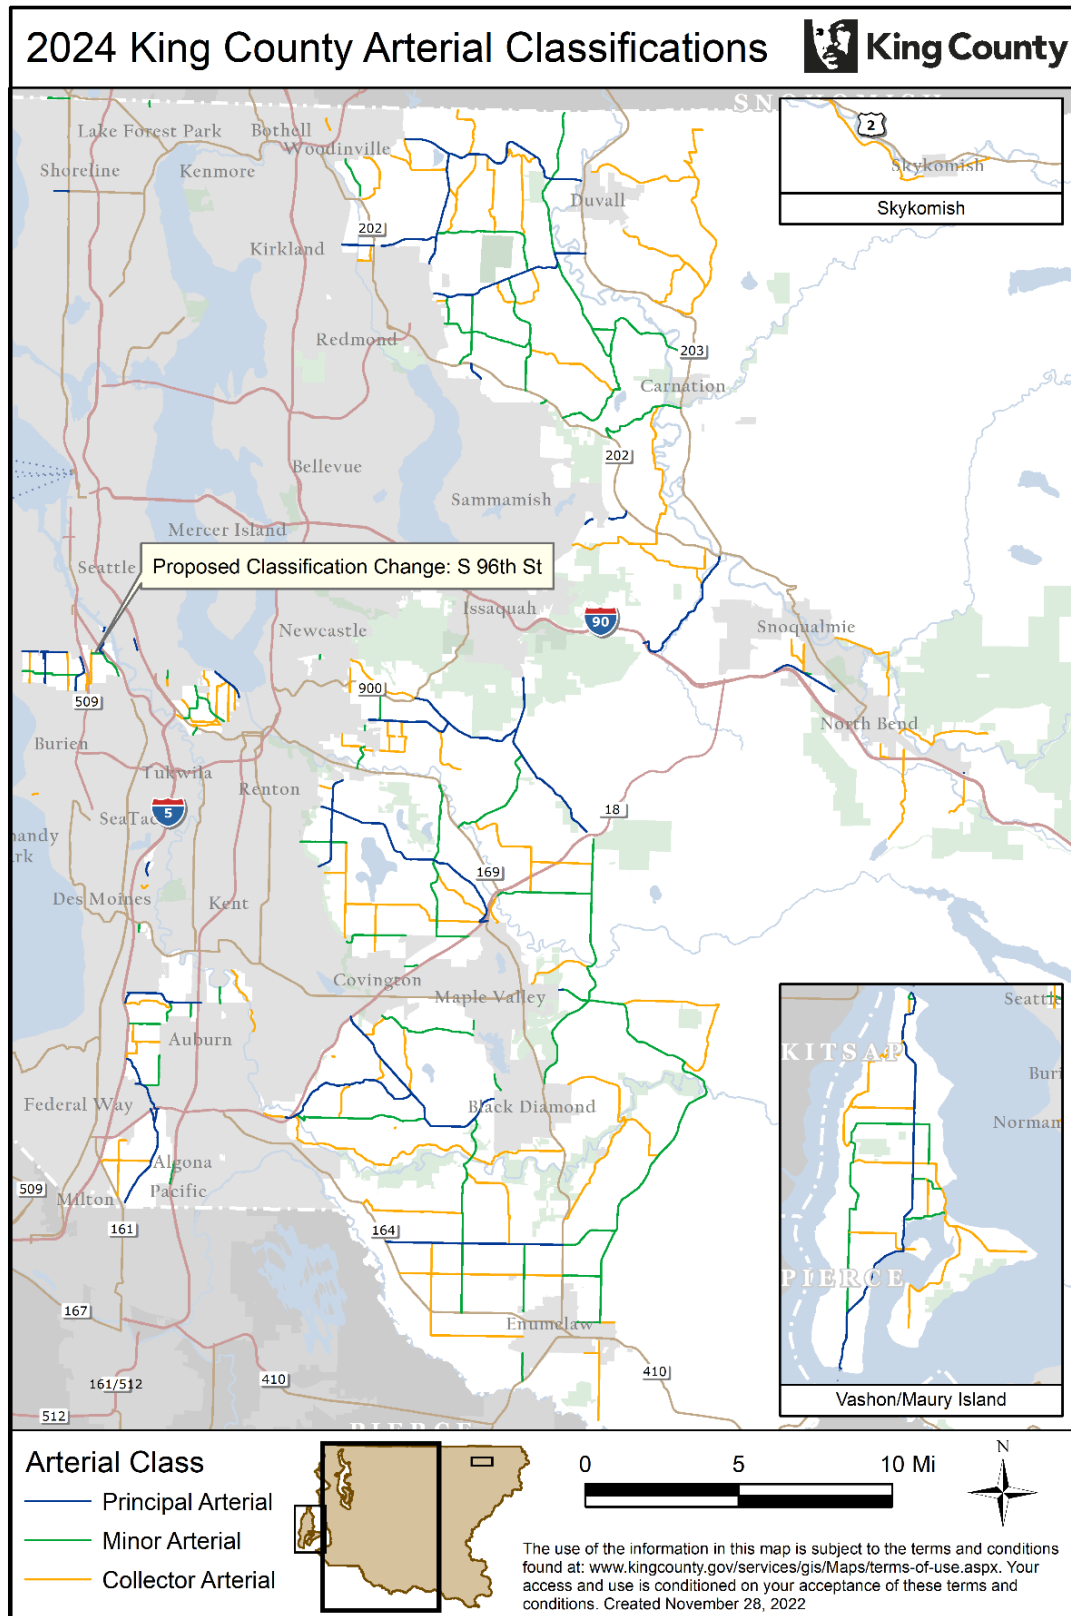 2024 King County Arterial Classifications
King County
SNOHOMISH
Lake Forest Park
Bothell
Woodinville
Shoreline
Kenmore
Duvall
2
Skykomish
Skykomish
202
Kirkland
Redmond
203
Carnation
Bellevue
202
Sammamish
Mercer Island
Seattle
Proposed Classification Change: S 96th St
Issaquah
90
Newcastle
Snoqualmie
900
509
North Bend
Burien
Tukwila
Renton
SeaTac
5
18
169
Des Moines
Kent
Covington
Maple Valley
Auburn
Federal Way
Black Diamond
Algona
Pacific
509
Milton
161
164
167
Enumclaw
161/512
410
410
512
PIERCE
Seattle
KITSAP
PIERCE
Vashon/Maury Island
Arterial Class
Principal Arterial
Minor Arterial
Collector Arterial
0 5 10 Mi
N
The use of the information in this map is subject to the terms and conditions
found at: www.kingcounty.gov/services/gis/Maps/terms-of-use.aspx. Your
access and use is conditioned on your acceptance of these terms and
conditions. Created November 28, 2022